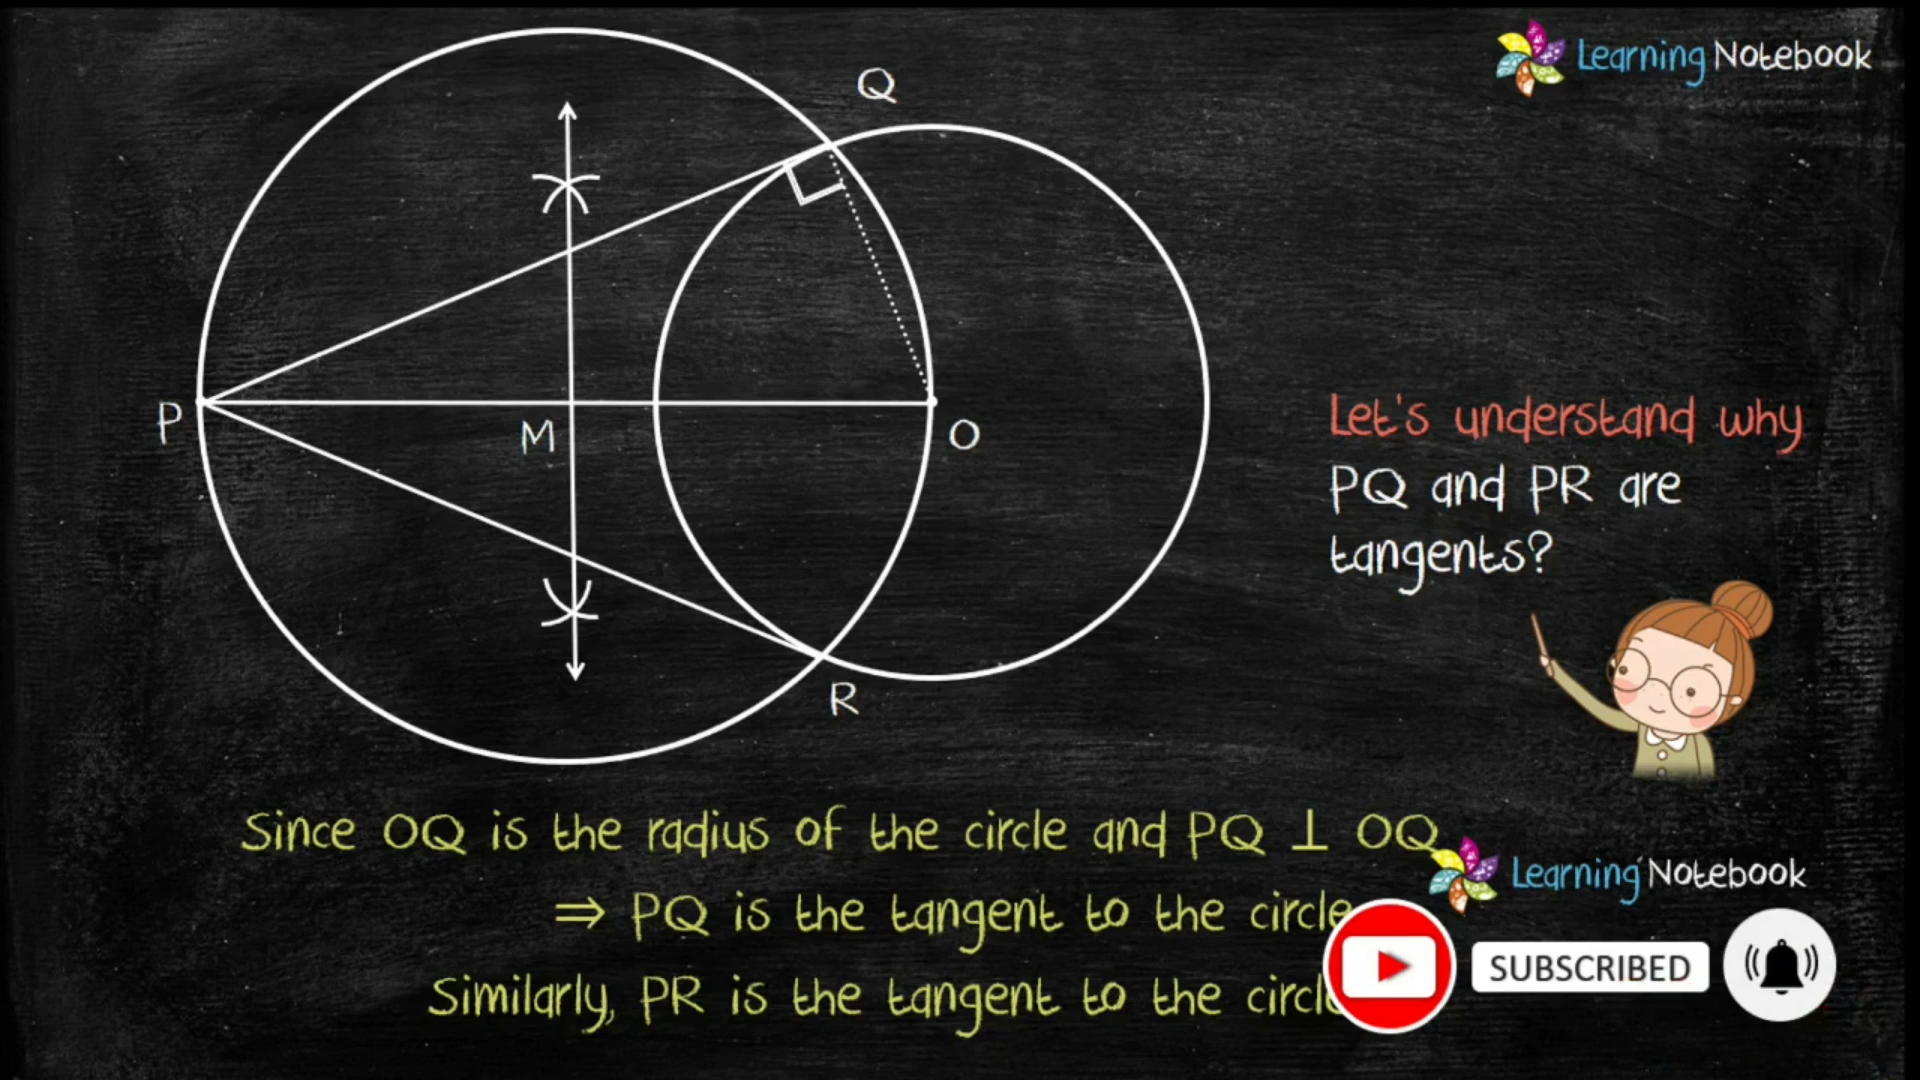 Learning Notebook
Q
P
M
O
R
Let's understand why
PQ and PR are
tangents?
Since OQ is the radius of the circle and PQ ⊥ OQ
⇒ PQ is the tangent to the circle
Similarly, PR is the tangent to the circle
Learning Notebook
SUBSCRIBED